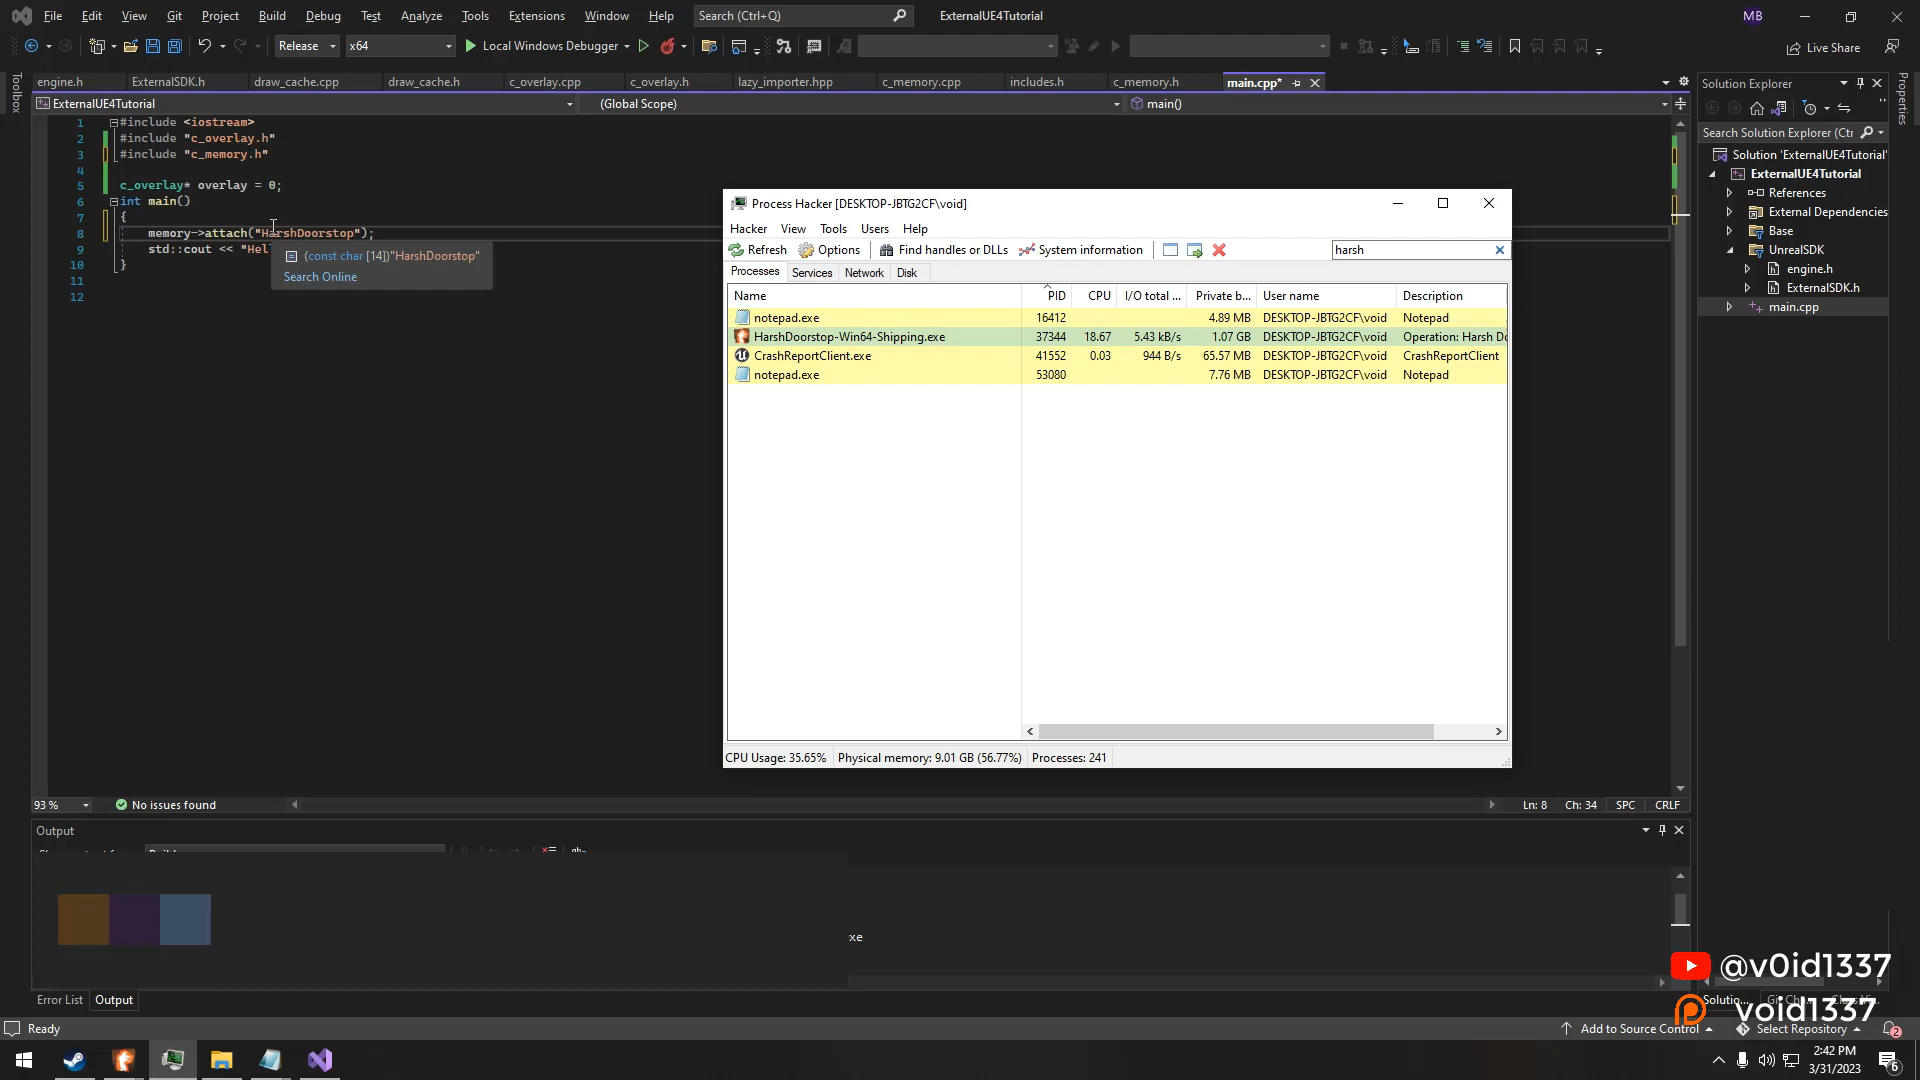 File Edit View Git Project Build Debug Test Analyze Tools Extensions Window Help Search (Ctrl+Q) ExternalUE4Tutorial MB
Release x64 Local Windows Debugger Live Share
Toolbox
engine.h ExternalSDK.h draw_cache.cpp draw_cache.h c_overlay.cpp c_overlay.h lazy_importer.hpp c_memory.cpp includes.h c_memory.h main.cpp*
ExternalUE4Tutorial (Global Scope) main()
1 #include <iostream>
2 #include "c_overlay.h"
3 #include "c_memory.h"
4
5 c_overlay* overlay = 0;
6 int main()
7 {
8 memory->attach("HarshDoorstop");
9 std::cout << "Hel
10 }
11
12
(const char [14])"HarshDoorstop"
Search Online
Process Hacker [DESKTOP-JBTG2CF\void]
Hacker View Tools Users Help
Refresh Options Find handles or DLLs System information harsh
Processes Services Network Disk
Name PID CPU I/O total ... Private b... User name Description
notepad.exe 16412 4.89 MB DESKTOP-JBTG2CF\void Notepad
HarshDoorstop-Win64-Shipping.exe 37344 18.67 5.43 kB/s 1.07 GB DESKTOP-JBTG2CF\void Operation: Harsh Do
CrashReportClient.exe 41552 0.03 944 B/s 65.57 MB DESKTOP-JBTG2CF\void CrashReportClient
notepad.exe 53080 7.76 MB DESKTOP-JBTG2CF\void Notepad
CPU Usage: 35.65% Physical memory: 9.01 GB (56.77%) Processes: 241
Solution Explorer
Search Solution Explorer (Ctr
Solution 'ExternalUE4Tutorial'
ExternalUE4Tutorial
References
External Dependencies
Base
UnrealSDK
engine.h
ExternalSDK.h
main.cpp
Properties
93 % No issues found Ln: 8 Ch: 34 SPC CRLF
Output
xe
@v0id1337
void1337
Error List Output
Solutio...
Ready Add to Source Control Select Repository 2
2:42 PM
3/31/2023
6